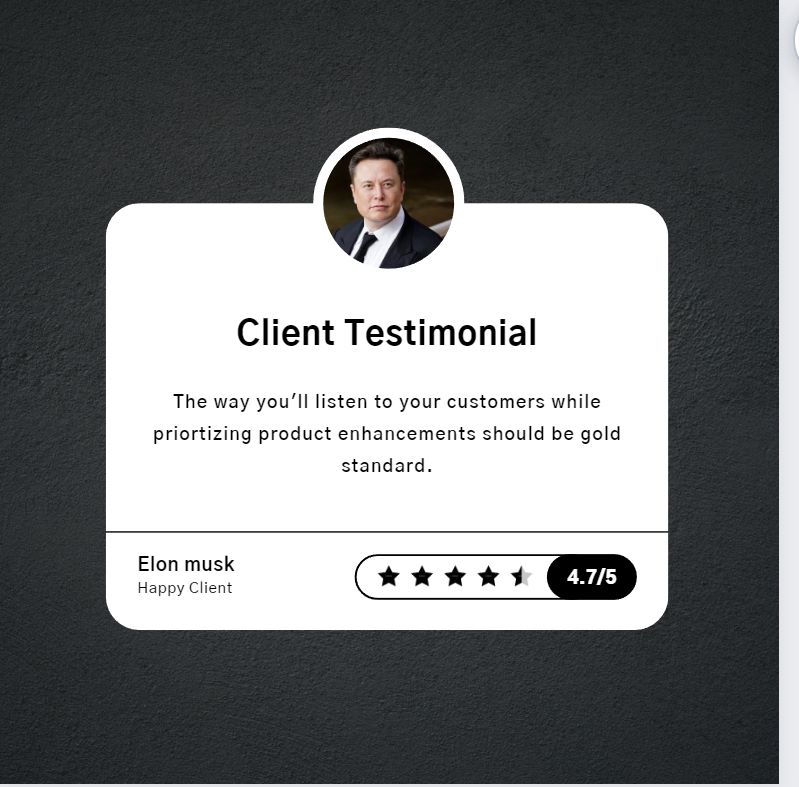 Client Testimonial
The way you'll listen to your customers while
priortizing product enhancements should be gold
standard.
Elon musk
Happy Client
4.7/5